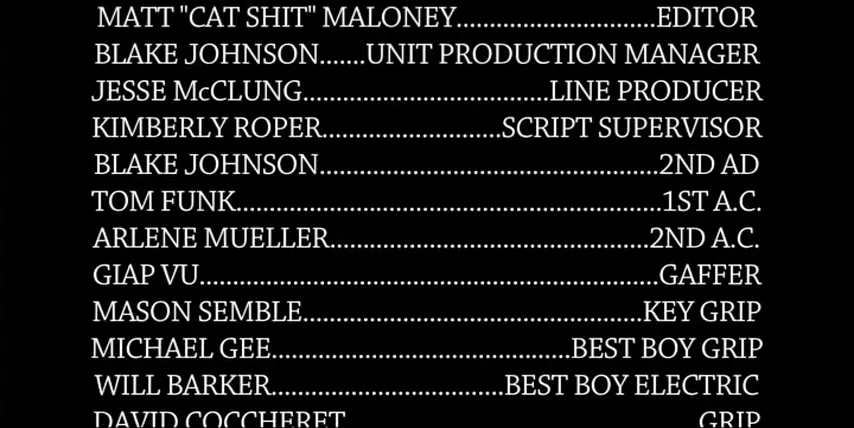 MATT "CAT SHIT" MALONEY............................EDITOR
BLAKE JOHNSON.......UNIT PRODUCTION MANAGER
JESSE McCLUNG...................................LINE PRODUCER
KIMBERLY ROPER.........................SCRIPT SUPERVISOR
BLAKE JOHNSON................................................2ND AD
TOM FUNK............................................................1ST A.C.
ARLENE MUELLER.............................................2ND A.C.
GIAP VU.................................................................GAFFER
MASON SEMBLE................................................KEY GRIP
MICHAEL GEE..........................................BEST BOY GRIP
WILL BARKER.................................BEST BOY ELECTRIC
DAVID COCCHERET..................................................GRIP